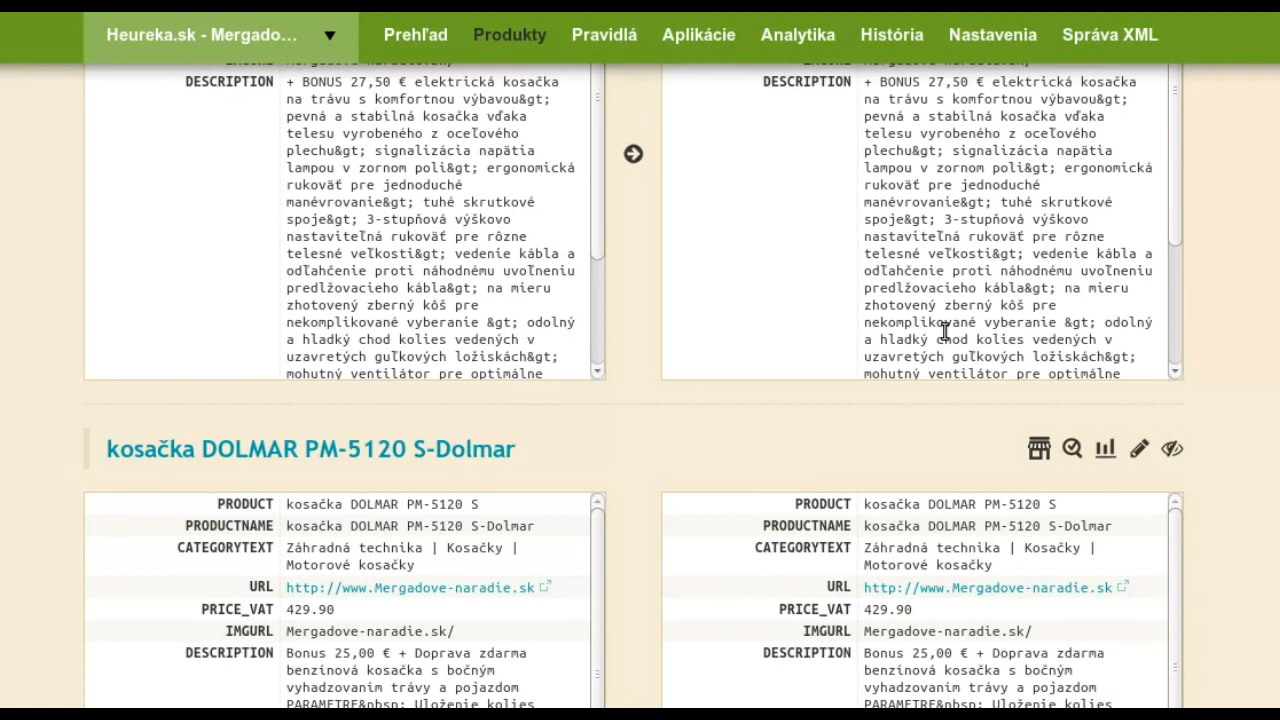 Heureka.sk - Mergado... Prehľad Produkty Pravidlá Aplikácie Analytika História Nastavenia Správa XML
DESCRIPTION
+ BONUS 27,50 € elektrická kosačka
na trávu s komfortnou výbavou&gt;
pevná a stabilná kosačka vďaka
telesu vyrobeného z oceľového
plechu&gt; signalizácia napätia
lampou v zornom poli&gt; ergonomická
rukoväť pre jednoduché
manévrovanie&gt; tuhé skrutkové
spoje&gt; 3-stupňová výškovo
nastaviteľná rukoväť pre rôzne
telesné veľkosti&gt; vedenie kábla a
odľahčenie proti náhodnému uvoľneniu
predlžovacieho kábla&gt; na mieru
zhotovený zberný kôš pre
nekomplikované vyberanie &gt; odolný
a hladký chod kolies vedených v
uzavretých guľkových ložiskách&gt;
mohutný ventilátor pre optimálne
DESCRIPTION
+ BONUS 27,50 € elektrická kosačka
na trávu s komfortnou výbavou&gt;
pevná a stabilná kosačka vďaka
telesu vyrobeného z oceľového
plechu&gt; signalizácia napätia
lampou v zornom poli&gt; ergonomická
rukoväť pre jednoduché
manévrovanie&gt; tuhé skrutkové
spoje&gt; 3-stupňová výškovo
nastaviteľná rukoväť pre rôzne
telesné veľkosti&gt; vedenie kábla a
odľahčenie proti náhodnému uvoľneniu
predlžovacieho kábla&gt; na mieru
zhotovený zberný kôš pre
nekomplikované vyberanie &gt; odolný
a hladký chod kolies vedených v
uzavretých guľkových ložiskách&gt;
mohutný ventilátor pre optimálne
kosačka DOLMAR PM-5120 S-Dolmar
PRODUCT kosačka DOLMAR PM-5120 S
PRODUCTNAME kosačka DOLMAR PM-5120 S-Dolmar
CATEGORYTEXT Záhradná technika | Kosačky |
Motorové kosačky
URL http://www.Mergadove-naradie.sk
PRICE_VAT 429.90
IMGURL Mergadove-naradie.sk/
DESCRIPTION Bonus 25,00 € + Doprava zdarma
benzínová kosačka s bočným
vyhadzovaním trávy a pojazdom
PARAMETRE&nbsp; Uloženie kolies
PRODUCT kosačka DOLMAR PM-5120 S
PRODUCTNAME kosačka DOLMAR PM-5120 S-Dolmar
CATEGORYTEXT Záhradná technika | Kosačky |
Motorové kosačky
URL http://www.Mergadove-naradie.sk
PRICE_VAT 429.90
IMGURL Mergadove-naradie.sk/
DESCRIPTION Bonus 25,00 € + Doprava zdarma
benzínová kosačka s bočným
vyhadzovaním trávy a pojazdom
PARAMETRE&nbsp; Uloženie kolies